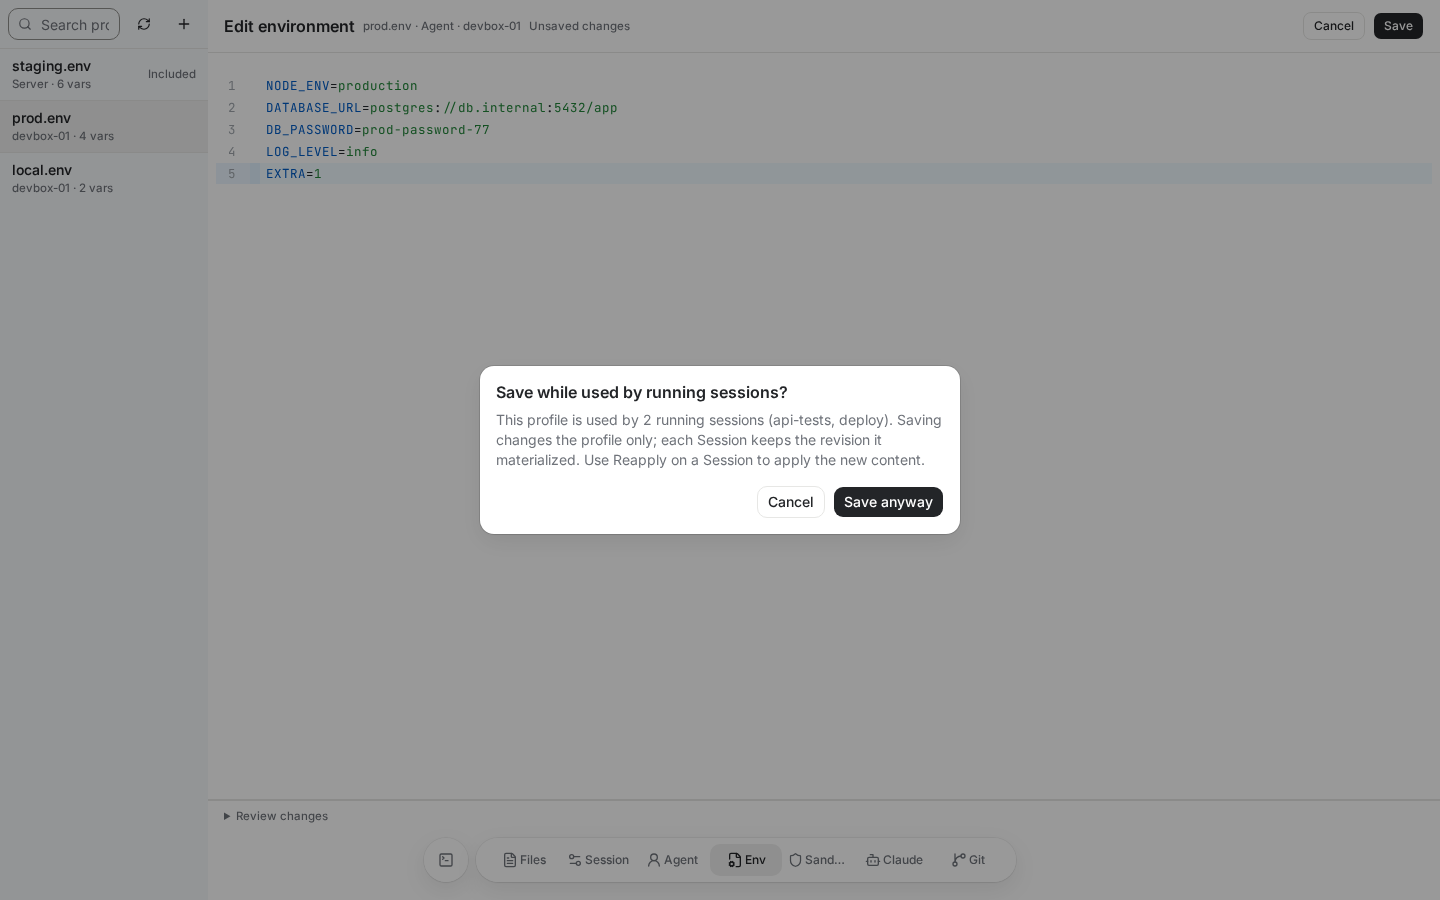 Search pro
staging.env
Server · 6 vars
Included
prod.env
devbox-01 · 4 vars
local.env
devbox-01 · 2 vars
Edit environment prod.env · Agent · devbox-01 Unsaved changes
Cancel
Save
1 NODE_ENV=production
2 DATABASE_URL=postgres://db.internal:5432/app
3 DB_PASSWORD=prod-password-77
4 LOG_LEVEL=info
5 EXTRA=1
Save while used by running sessions?
This profile is used by 2 running sessions (api-tests, deploy). Saving
changes the profile only; each Session keeps the revision it
materialized. Use Reapply on a Session to apply the new content.
Cancel
Save anyway
Review changes
Files
Session
Agent
Env
Sand...
Claude
Git